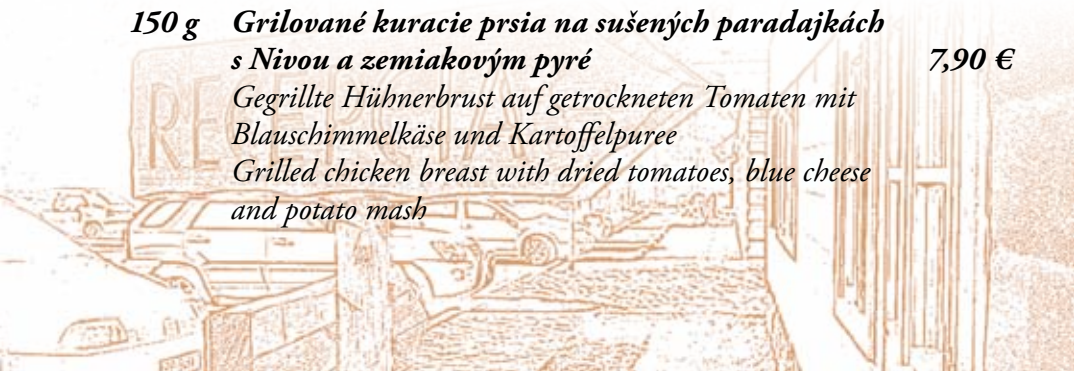 150 g Grilované kuracie prsia na sušených paradajkách
s Nivou a zemiakovým pyré 7,90 €
Gegrillte Hühnerbrust auf getrockneten Tomaten mit
Blauschimmelkäse und Kartoffelpuree
Grilled chicken breast with dried tomatoes, blue cheese
and potato mash